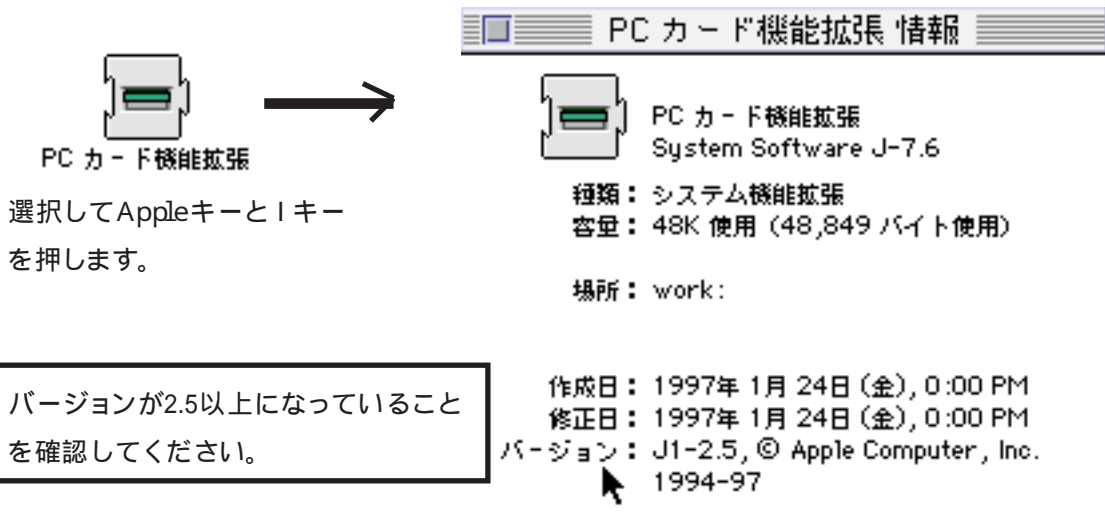 PC カード機能拡張
選択してAppleキーとIキー
を押します。
バージョンが2.5以上になっていること
を確認してください。
PC カード機能拡張 情報
PC カード機能拡張
System Software J-7.6
種類：システム機能拡張
容量：48K 使用（48,849 バイト使用）
場所：work:
作成日：1997年 1月 24日（金）, 0:00 PM
修正日：1997年 1月 24日（金）, 0:00 PM
バージョン：J1-2.5, © Apple Computer, Inc.
1994-97